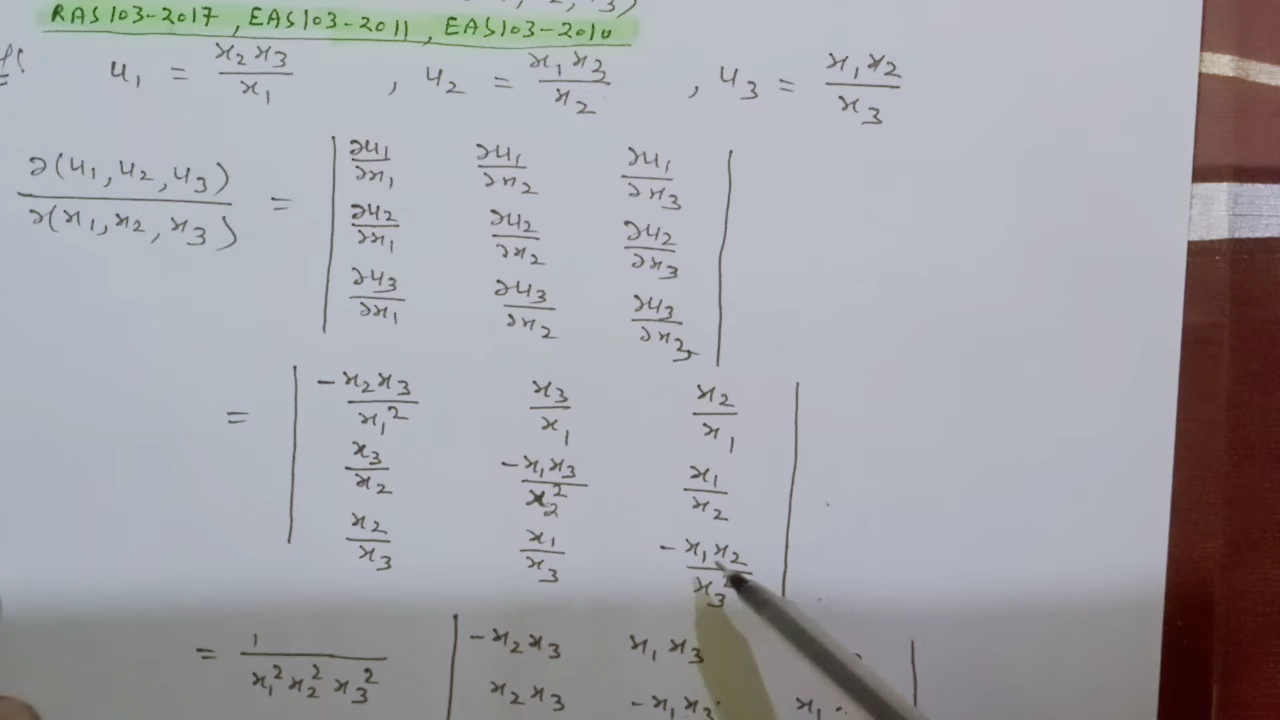 , 2, 3)
RAS103-2017, EAS103-2011, EAS103-2010
u₁ = x₂x₃/x₁ , u₂ = x₁x₃/x₂ , u₃ = x₁x₂/x₃
∂(u₁, u₂, u₃)/∂(x₁, x₂, x₃) = | ∂u₁/∂x₁ ∂u₁/∂x₂ ∂u₁/∂x₃ |
| ∂u₂/∂x₁ ∂u₂/∂x₂ ∂u₂/∂x₃ |
| ∂u₃/∂x₁ ∂u₃/∂x₂ ∂u₃/∂x₃ |
= | -x₂x₃/x₁² x₃/x₁ x₂/x₁ |
| x₃/x₂ -x₁x₃/x₂² x₁/x₂ |
| x₂/x₃ x₁/x₃ -x₁x₂/x₃² |
= 1/x₁²x₂²x₃² | -x₂x₃ x₁x₃ |
| x₂x₃ -x₁x₃ x₁